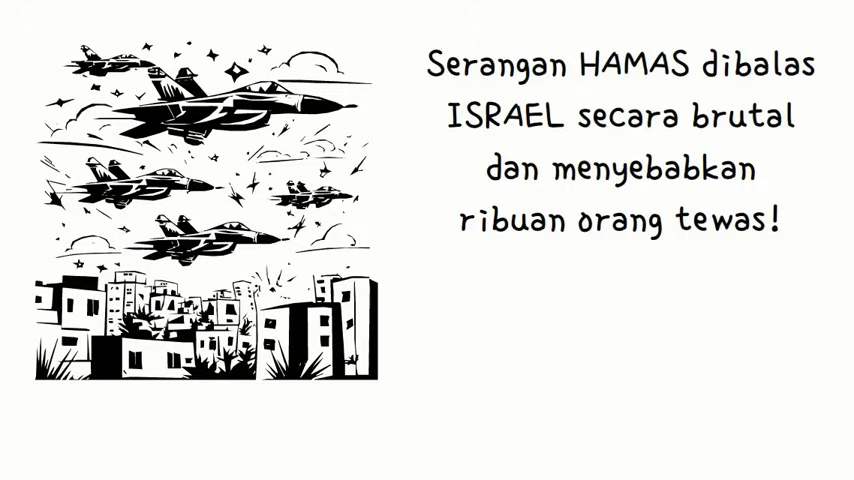 Serangan HAMAS dibalas
ISRAEL secara brutal
dan menyebabkan
ribuan orang tewas!